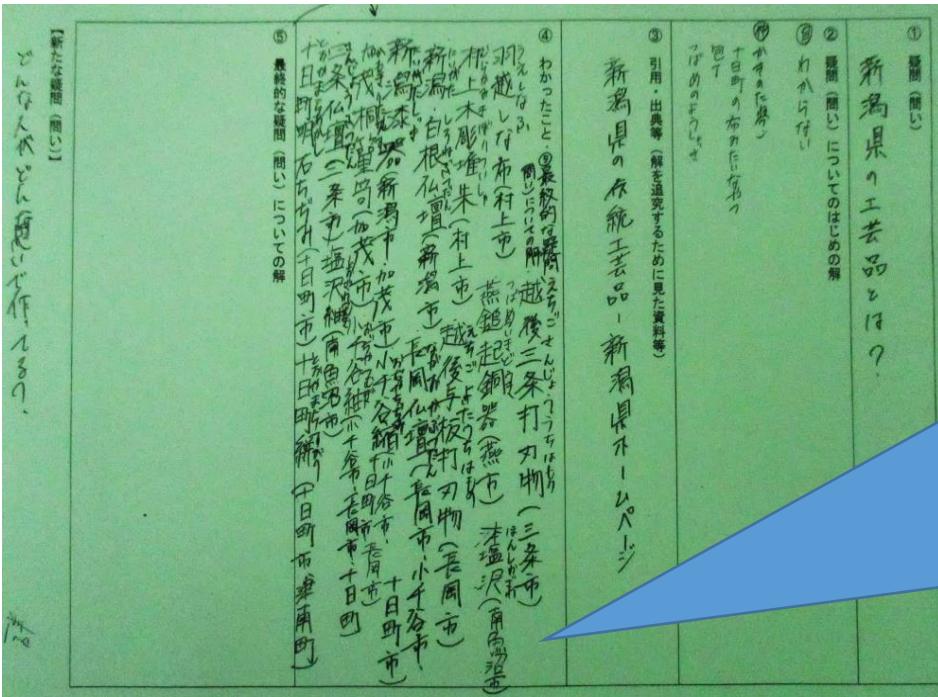 ① 疑問（問い）
新潟県の工芸品とは？
② 疑問（問い）についてのはじめの解
わからない
十日町の布みたいなもの
包丁
つばめのようじき
③ 引用・出典等（解を追究するために見た資料等）
新潟県の伝統工芸品-新潟県ホームページ
④ わかったこと・⑨最終的な疑問（問い）についての解
越後三条打刃物（三条市）
燕鎚起銅器（燕市） 本塩沢（南魚沼市）
羽越しな布（村上市）
村上木彫堆朱（村上市） 越後与板打刃物（長岡市）
新潟・白根仏壇（新潟市） 長岡仏壇（長岡市、小千谷市、十日町市）
新潟漆器（新潟市・加茂市）小千谷縮（小千谷市、十日町市、長岡市）
加茂桐箪笥（加茂市）小千谷紬（小千谷市、長岡市、十日町
三条仏壇（三条市）塩沢紬（南魚沼市）
十日町明石ちぢみ（十日町市）十日町絣（十日町市、津南町）
⑤ 最終的な疑問（問い）についての解
【新たな疑問（問い）】
どんな人がどんな思いで作ってる？